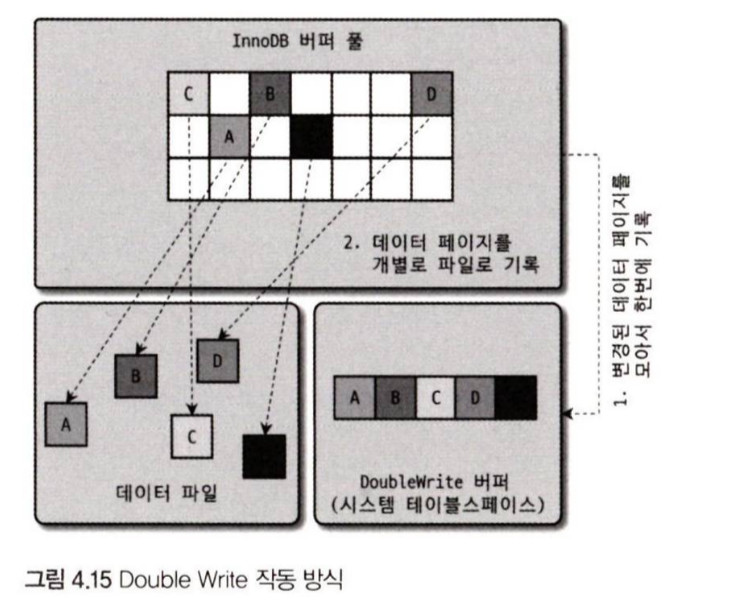 InnoDB 버퍼 풀
C
B
D
A
2. 데이터 페이지를
개별로 파일로 기록
1. 변경된 데이터 페이지를
모아서 한번에 기록
D
B
A
C
데이터 파일
A B C D
DoubleWrite 버퍼
(시스템 테이블스페이스)
그림 4.15 Double Write 작동 방식